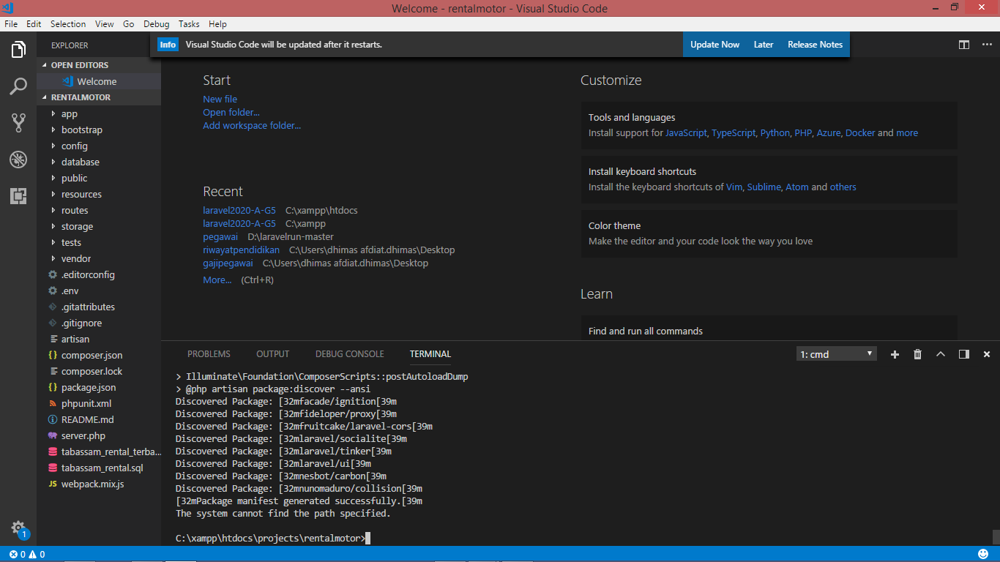 Welcome - rentalmotor - Visual Studio Code
File Edit Selection View Go Debug Tasks Help
EXPLORER
Info Visual Studio Code will be updated after it restarts.
Update Now Later Release Notes
OPEN EDITORS
Welcome
RENTALMOTOR
app
bootstrap
config
database
public
resources
routes
storage
tests
vendor
.editorconfig
.env
.gitattributes
.gitignore
artisan
composer.json
composer.lock
package.json
phpunit.xml
README.md
server.php
tabassam_rental_terba...
tabassam_rental.sql
JS webpack.mix.js
1
Start
New file
Open folder...
Add workspace folder...
Recent
laravel2020-A-G5 C:\xampp\htdocs
laravel2020-A-G5 C:\xampp
pegawai D:\laravelrun-master
riwayatpendidikan C:\Users\dhimas afdiat.dhimas\Desktop
gajipegawai C:\Users\dhimas afdiat.dhimas\Desktop
More... (Ctrl+R)
Customize
Tools and languages
Install support for JavaScript, TypeScript, Python, PHP, Azure, Docker and more
Install keyboard shortcuts
Install the keyboard shortcuts of Vim, Sublime, Atom and others
Color theme
Make the editor and your code look the way you love
Learn
Find and run all commands
PROBLEMS OUTPUT DEBUG CONSOLE TERMINAL
1: cmd
> Illuminate\Foundation\ComposerScripts::postAutoloadDump
> @php artisan package:discover --ansi
Discovered Package: [32mfacade/ignition[39m
Discovered Package: [32mfideloper/proxy[39m
Discovered Package: [32mfruitcake/laravel-cors[39m
Discovered Package: [32mlaravel/socialite[39m
Discovered Package: [32mlaravel/tinker[39m
Discovered Package: [32mlaravel/ui[39m
Discovered Package: [32mnesbot/carbon[39m
Discovered Package: [32mnunomaduro/collision[39m
[32mPackage manifest generated successfully.[39m
The system cannot find the path specified.
C:\xampp\htdocs\projects\rentalmotor>
0 0